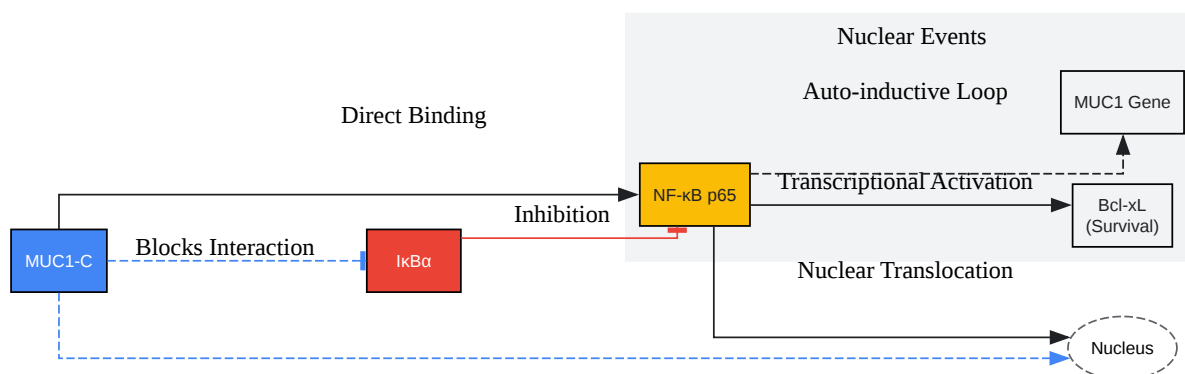 Nuclear Events
Auto-inductive Loop
MUC1 Gene
Direct Binding
NF-κB p65
Transcriptional Activation
Bcl-xL
(Survival)
Inhibition
Blocks Interaction
MUC1-C
IκBα
Nuclear Translocation
Nucleus